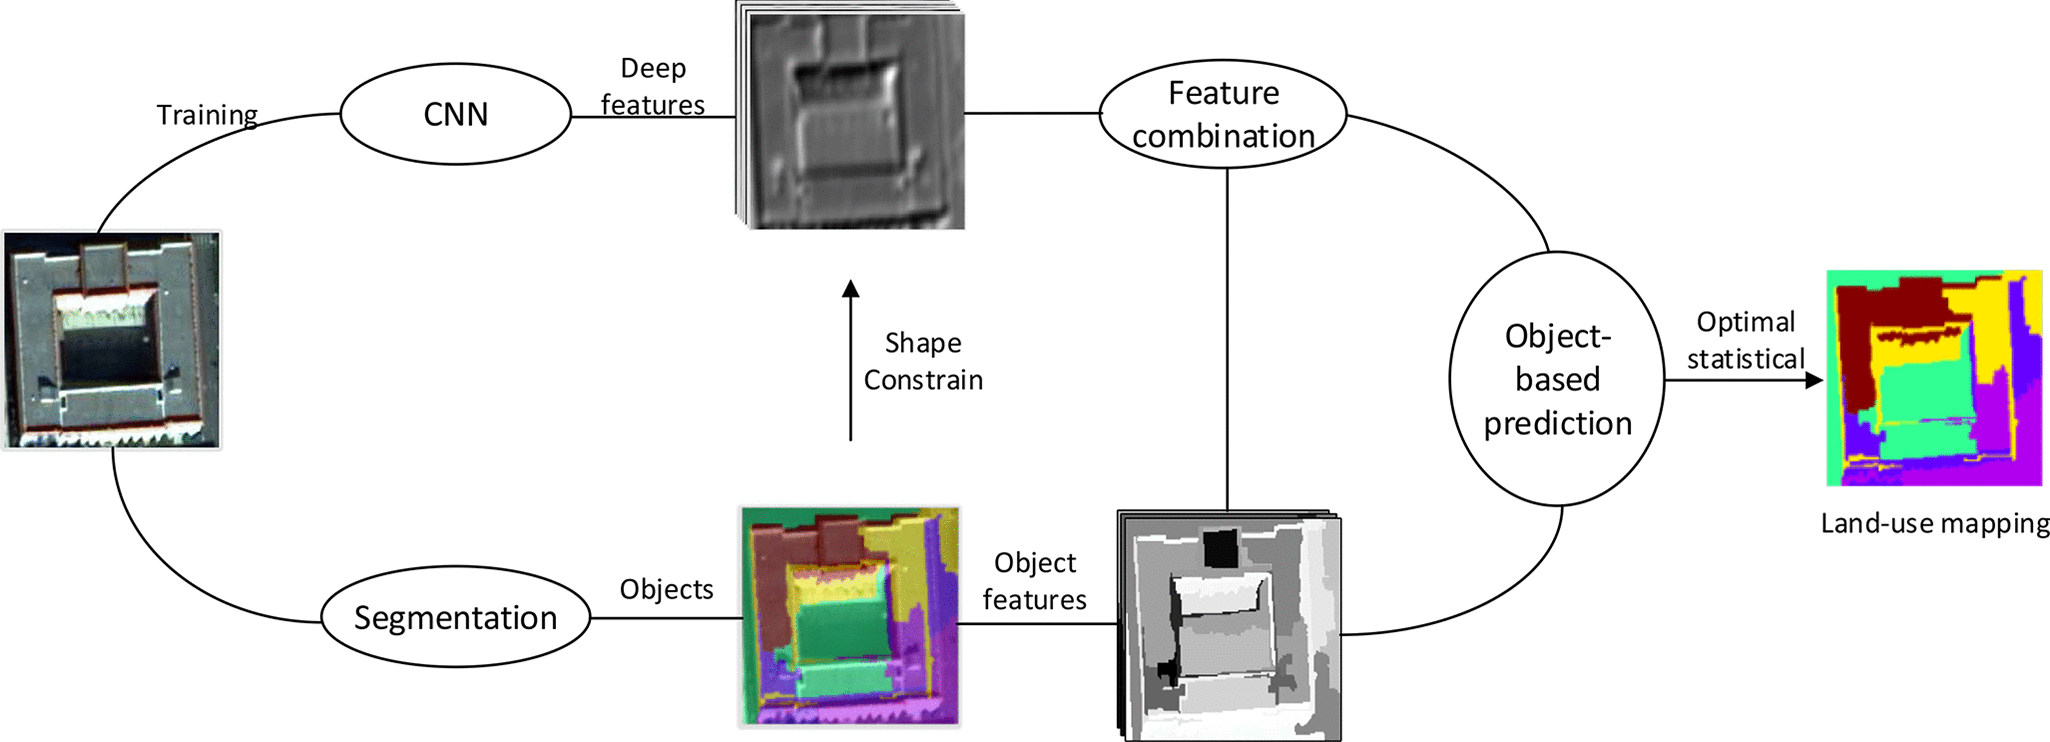 Training
CNN
Deep
features
Feature
combination
Shape
Constrain
Object-
based
prediction
Optimal
statistical
Land-use mapping
Segmentation
Objects
Object
features